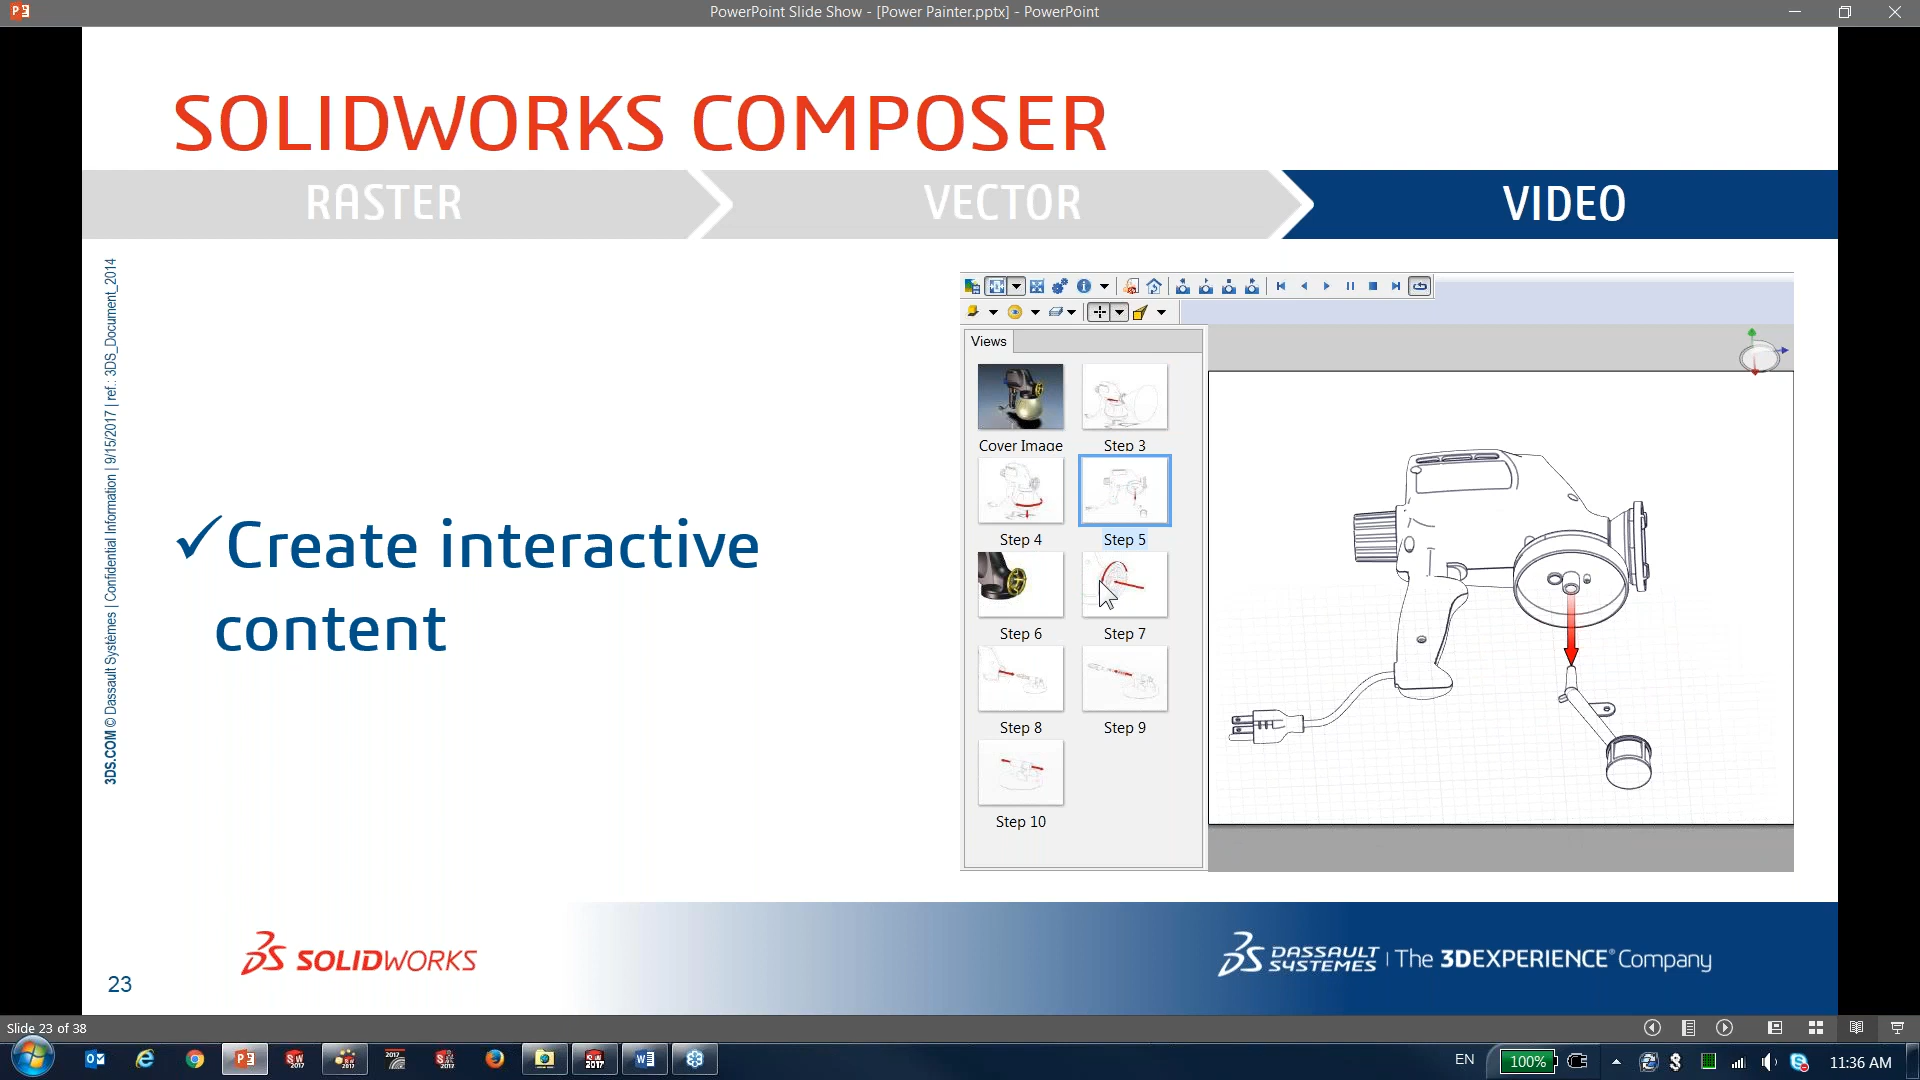 PowerPoint Slide Show - [Power Painter.pptx] - PowerPoint
SOLIDWORKS COMPOSER
RASTER
VECTOR
VIDEO
3DS.COM © Dassault Systèmes | Confidential Information | 9/15/2017 | ref.: 3DS_Document_2014
✓Create interactive
content
Views
Cover Image
Step 3
Step 4
Step 5
Step 6
Step 7
Step 8
Step 9
Step 10
SOLIDWORKS
DASSAULT
SYSTEMES
The 3DEXPERIENCE® Company
23
Slide 23 of 38
EN
100%
11:36 AM